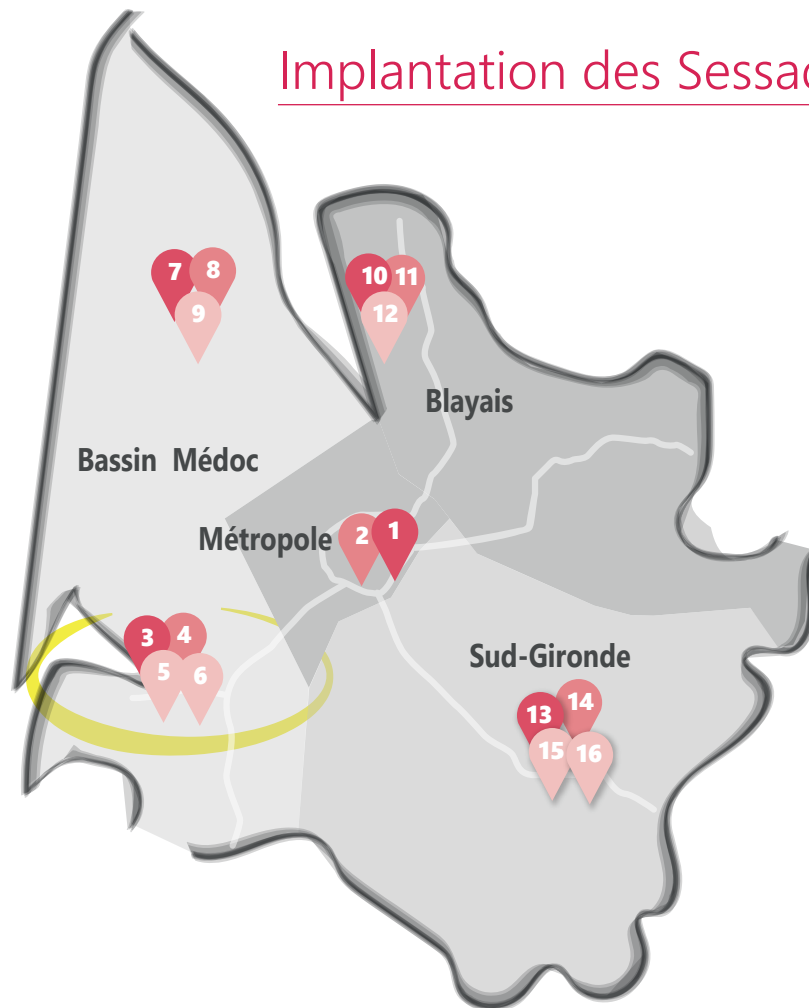 Implantation des Sessad
7 8
9
10 11
12
Blayais
Bassin Médoc
Métropole
2 1
3 4
5 6
Sud-Gironde
13 14
15 16